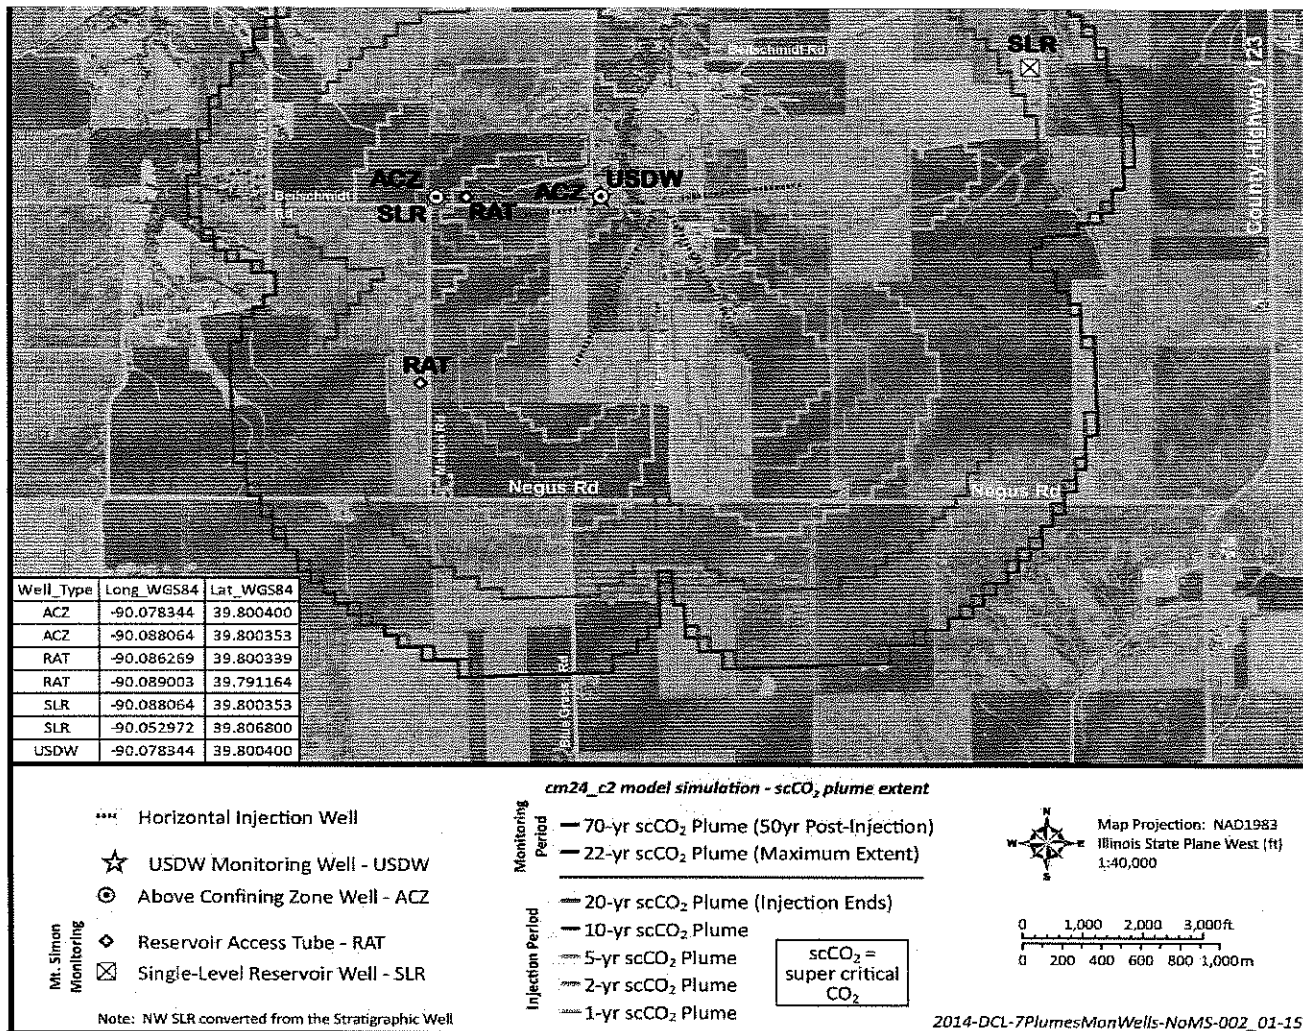 Beilschmidt Rd
SLR
County Highway 123
ACZ
USDW
ACZ
Beilschmidt
Rd
SLR
RAT
RAT
Negus Rd
Negus Rd
Well_Type Long_WGS84 Lat_WGS84
ACZ -90.078344 39.800400
ACZ -90.088064 39.800353
RAT -90.086269 39.800339
RAT -90.089003 39.791164
SLR -90.088064 39.800353
SLR -90.052972 39.806800
USDW -90.078344 39.800400
Horizontal Injection Well
USDW Monitoring Well - USDW
Above Confining Zone Well - ACZ
Reservoir Access Tube - RAT
Single-Level Reservoir Well - SLR
Mt. Simon
Monitoring
Note: NW SLR converted from the Stratigraphic Well
cm24_c2 model simulation - scCO₂ plume extent
Monitoring
Period
70-yr scCO₂ Plume (50yr Post-Injection)
22-yr scCO₂ Plume (Maximum Extent)
Injection Period
20-yr scCO₂ Plume (Injection Ends)
10-yr scCO₂ Plume
5-yr scCO₂ Plume
2-yr scCO₂ Plume
1-yr scCO₂ Plume
scCO₂ =
super critical
CO₂
N
W E
S
Map Projection: NAD1983
Illinois State Plane West (ft)
1:40,000
0 1,000 2,000 3,000ft
0 200 400 600 800 1,000m
2014-DCL-7PlumesMonWells-NoMS-002_01-15